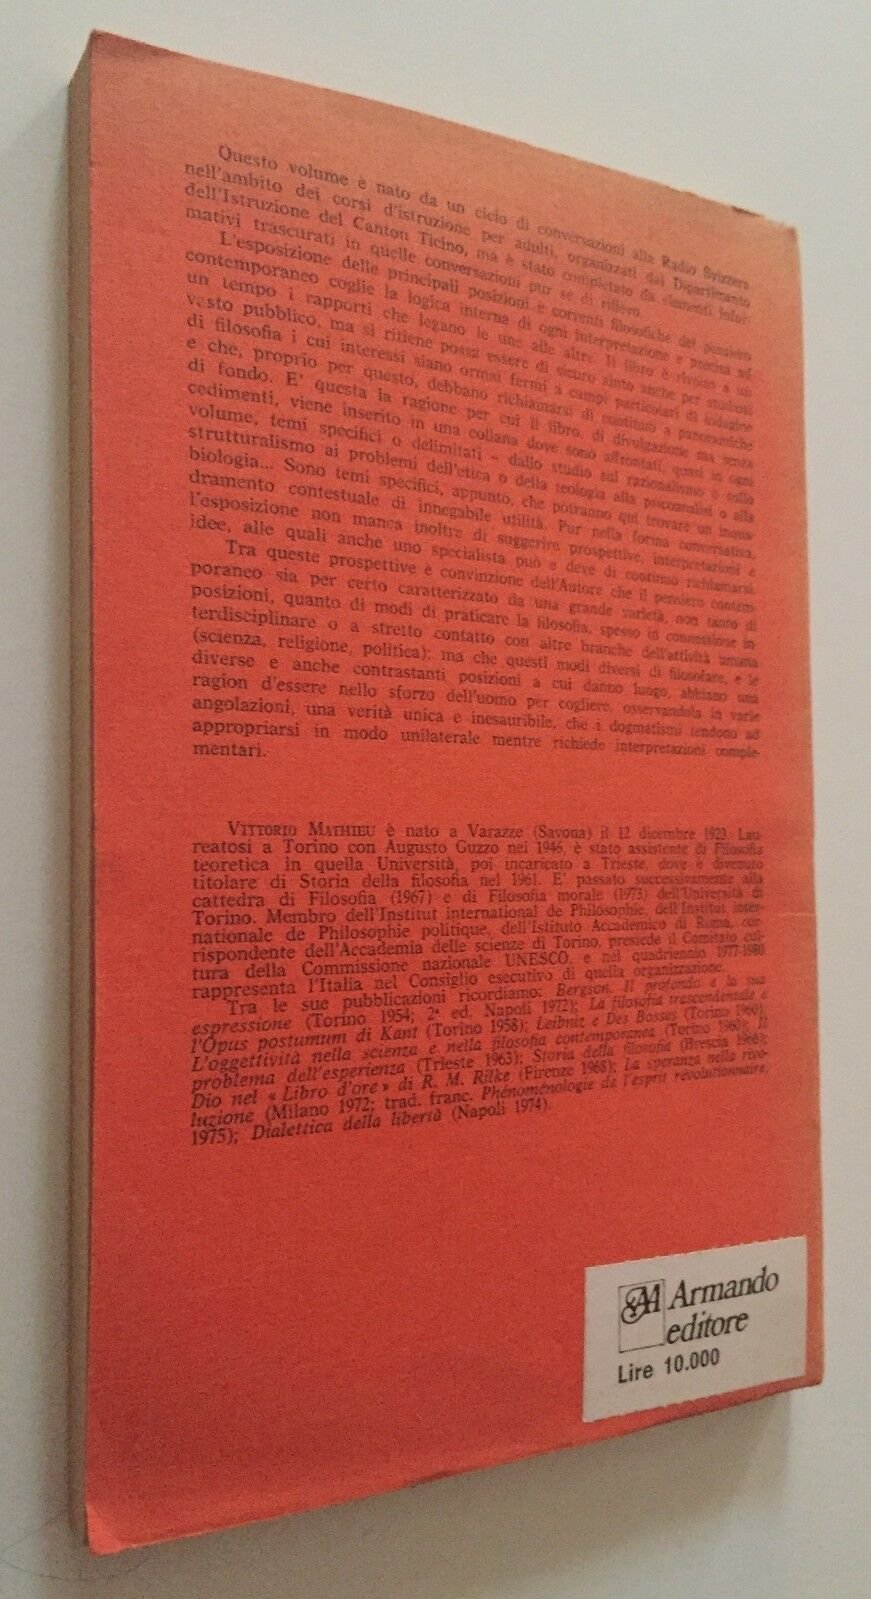 Questo volume è nato da un ciclo di conversazioni alla Radio Svizzera
nell'ambito dei corsi d'istruzione per adulti, organizzati dal Dipartimento
dell'Istruzione del Canton Ticino, ma è stato completato da elementi infor-
mativi trascurati in quelle conversazioni pur se di rilievo.
L'esposizione delle principali posizioni e correnti filosofiche del pensiero
contemporaneo coglie la logica interna di ogni interpretazione e precisa ad
un tempo i rapporti che legano le une alle altre. Il libro è rivolto a un
vasto pubblico, ma si ritiene possa essere di sicuro aiuto anche per studiosi
di filosofia i cui interessi siano ormai fermi a campi particolari di indagine
e che, proprio per questo, debbano richiamarsi di continuo a panoramiche
di fondo. E' questa la ragione per cui il libro, di divulgazione ma senza
cedimenti, viene inserito in una collana dove sono affrontati, quasi in ogni
volume, temi specifici o delimitati - dallo studio sul razionalismo o sullo
strutturalismo ai problemi dell'etica o della teologia alla psicoanalisi o alla
biologia... Sono temi specifici, appunto, che potranno qui trovare un inqua-
dramento contestuale di innegabile utilità. Pur nella forma conversativa,
l'esposizione non manca inoltre di suggerire prospettive, interpretazioni e
idee, alle quali anche uno specialista può e deve di continuo richiamarsi.
Tra queste prospettive è convinzione dell'Autore che il pensiero contem-
poraneo sia per certo caratterizzato da una grande varietà, non tanto di
posizioni, quanto di modi di praticare la filosofia, spesso in connessione in-
terdisciplinare o a stretto contatto con altre branche dell'attività umana
(scienza, religione, politica): ma che questi modi diversi di filosofare, e le
diverse e anche contrastanti posizioni a cui danno luogo, abbiano una
ragion d'essere nello sforzo dell'uomo per cogliere, osservandola in varie
angolazioni, una verità unica e inesauribile, che i dogmatismi tendono ad
appropriarsi in modo unilaterale mentre richiede interpretazioni comple-
mentari.
VITTORIO MATHIEU è nato a Varazze (Savona) il 12 dicembre 1923. Lau-
reatosi a Torino con Augusto Guzzo nel 1946, è stato assistente di Filosofia
teoretica in quella Università, poi incaricato a Trieste, dove è divenuto
titolare di Storia della filosofia nel 1961. E' passato successivamente alla
cattedra di Filosofia (1967) e di Filosofia morale (1973) dell'Università di
Torino. Membro dell'Institut international de Philosophie, dell'Institut inter-
nationale de Philosophie politique, dell'Istituto Accademico di Roma, cor-
rispondente dell'Accademia delle scienze di Torino, presiede il Comitato cul-
tura della Commissione nazionale UNESCO, e nel quadriennio 1977-1980
rappresenta l'Italia nel Consiglio esecutivo di quella organizzazione.
Tra le sue pubblicazioni ricordiamo: Bergson. Il profondo e la sua
espressione (Torino 1954; 2ª ed. Napoli 1972); La filosofia trascendentale e
l'Opus postumum di Kant (Torino 1958); Leibniz e Des Bosses (Torino 1960);
L'oggettività nella scienza e nella filosofia contemporanea (Torino 1960); Il
problema dell'esperienza (Trieste 1963); Storia della filosofia (Brescia 1966);
Dio nel « Libro d'ore » di R. M. Rilke (Firenze 1968); La speranza nella rivo-
luzione (Milano 1972; trad. franc. Phénoménologie de l'esprit révolutionnaire,
1975); Dialettica della libertà (Napoli 1974).
Armando
editore
Lire 10.000